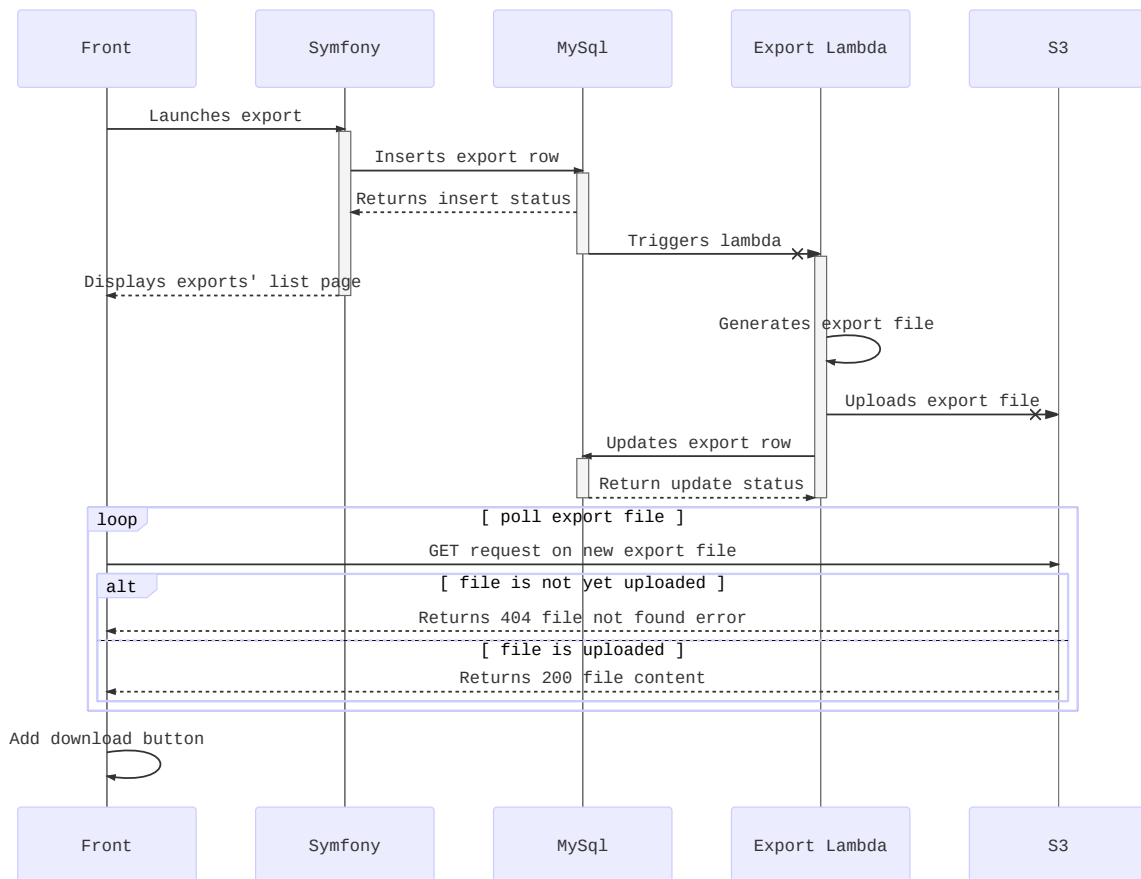 Front
Symfony
MySql
Export Lambda
S3
Launches export
Inserts export row
Returns insert status
Triggers lambda
Displays exports' list page
Generates export file
Uploads export file
Updates export row
Return update status
loop
[ poll export file ]
GET request on new export file
alt
[ file is not yet uploaded ]
Returns 404 file not found error
[ file is uploaded ]
Returns 200 file content
Add download button
Front
Symfony
MySql
Export Lambda
S3